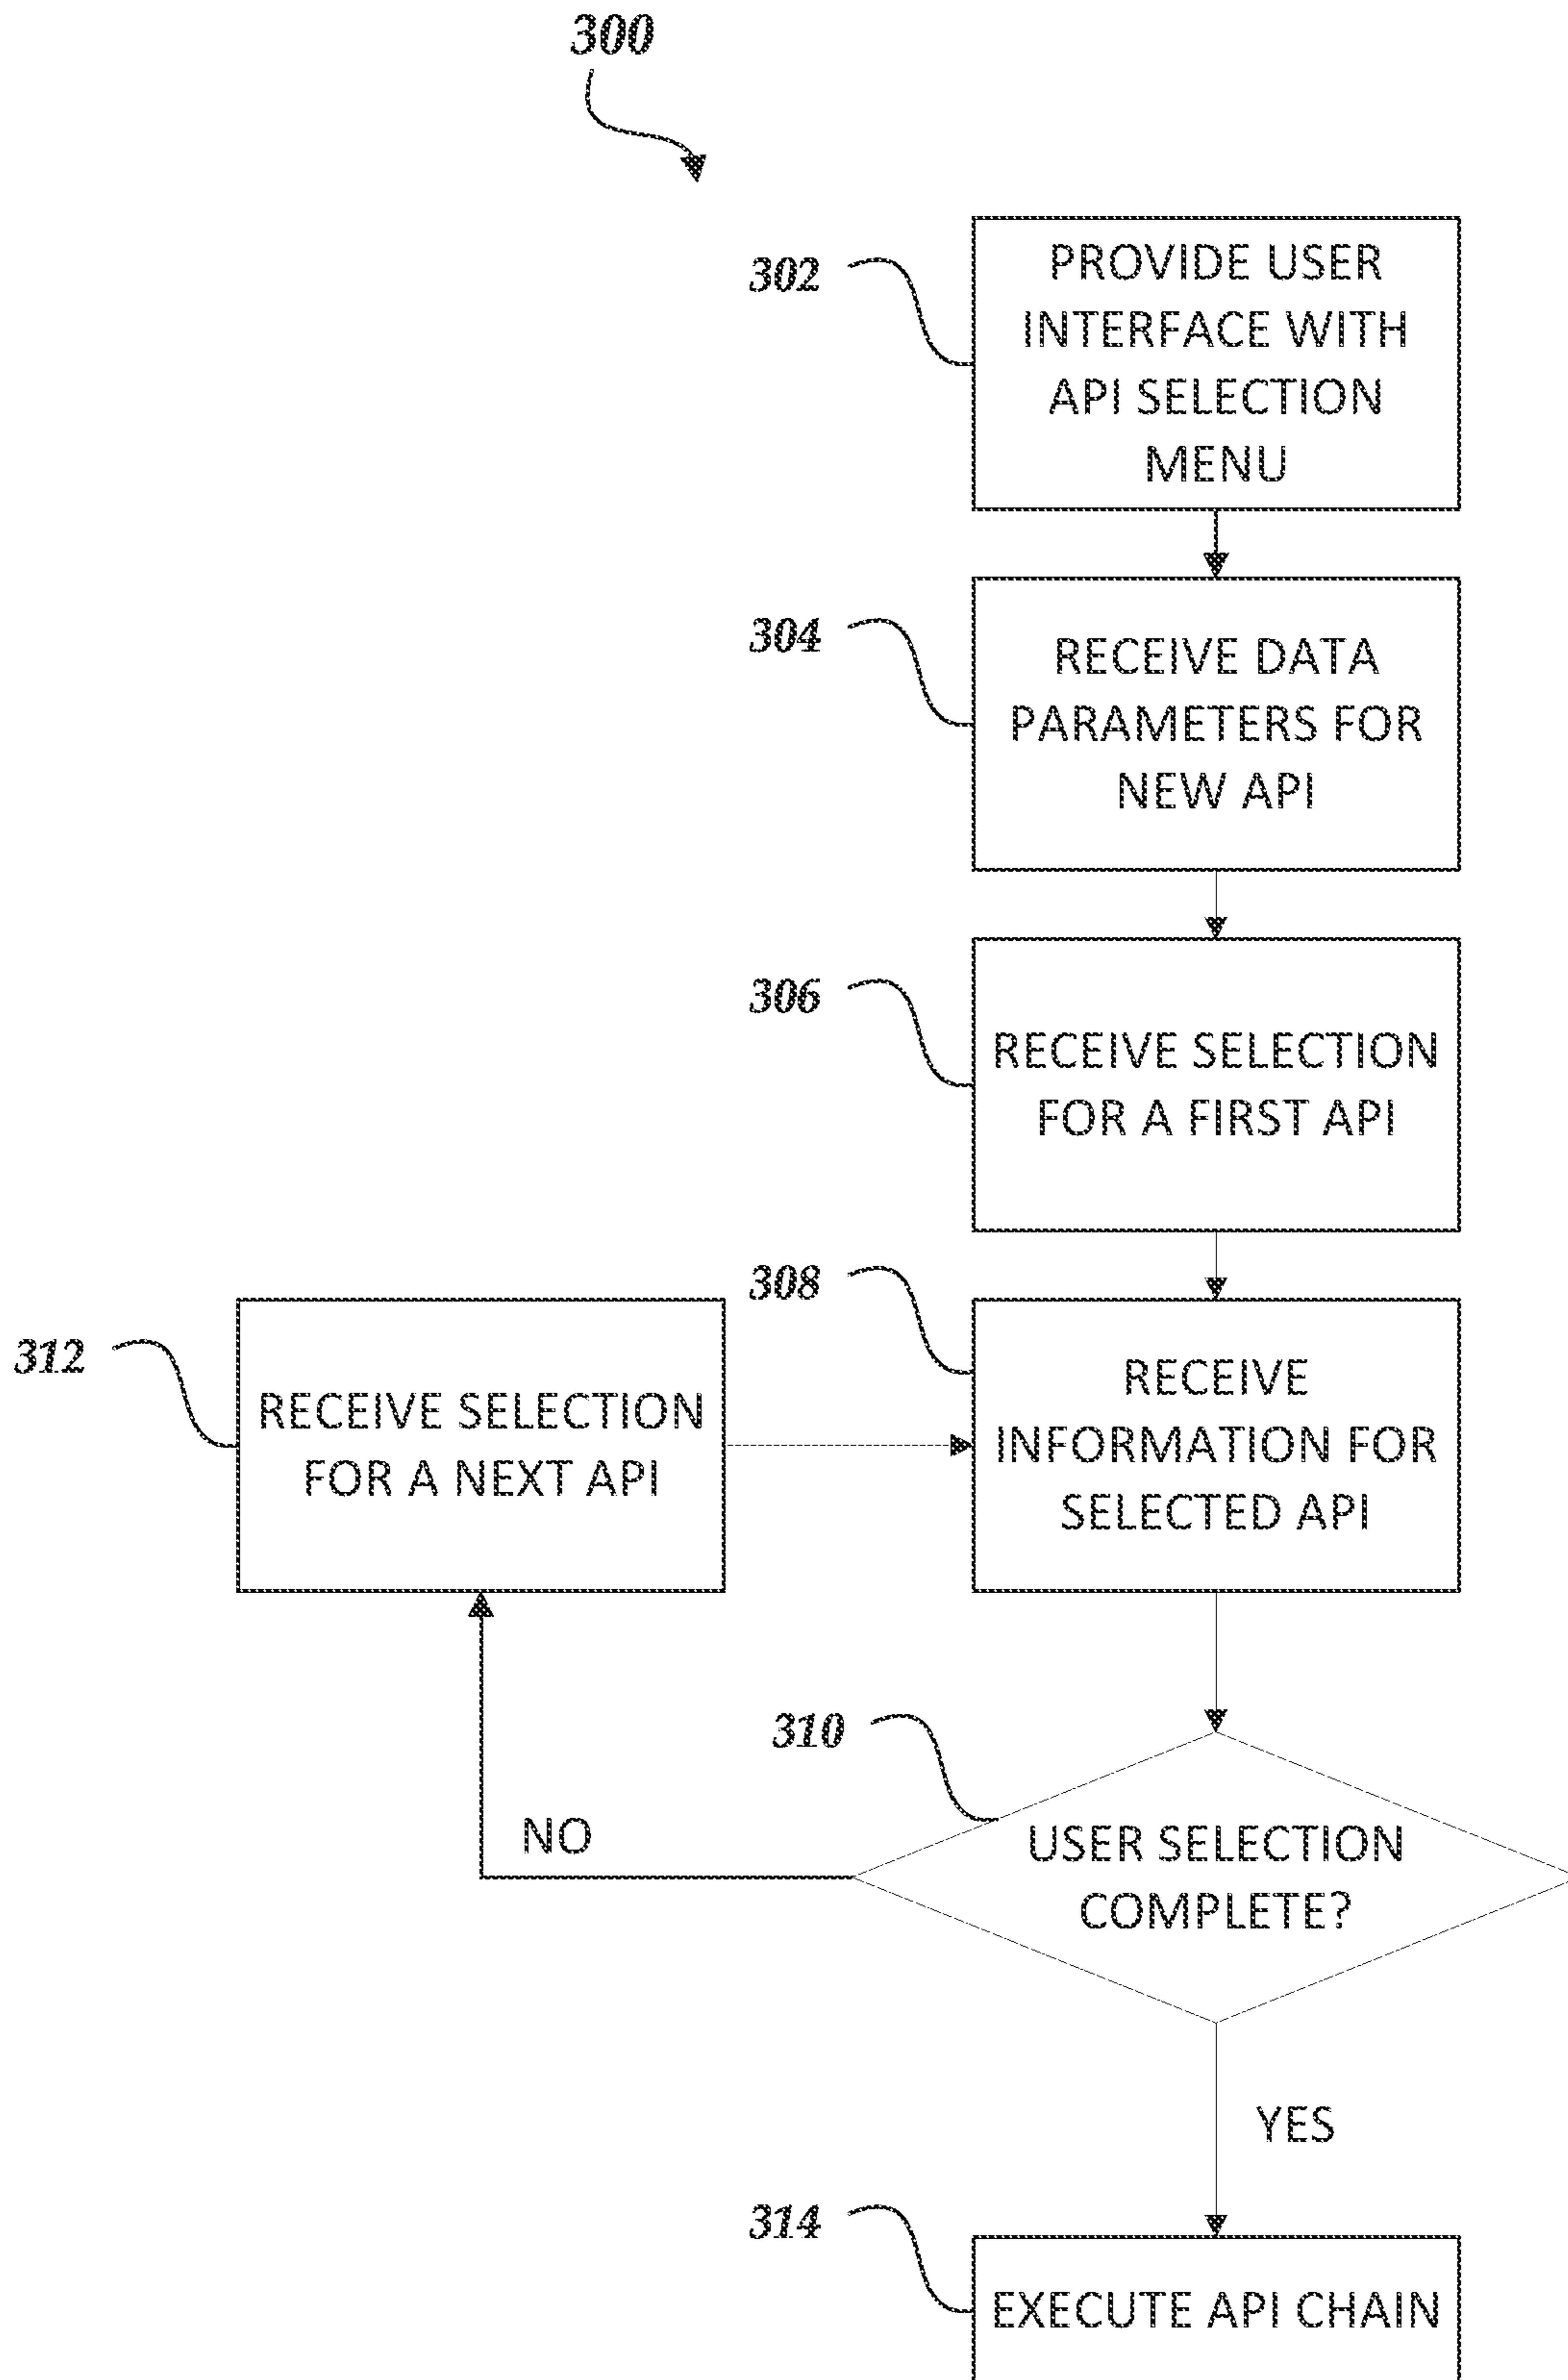 300
302
PROVIDE USER
INTERFACE WITH
API SELECTION
MENU
304
RECEIVE DATA
PARAMETERS FOR
NEW API
306
RECEIVE SELECTION
FOR A FIRST API
308
RECEIVE
INFORMATION FOR
SELECTED API
312
RECEIVE SELECTION
FOR A NEXT API
310
USER SELECTION
COMPLETE?
NO
YES
314
EXECUTE API CHAIN